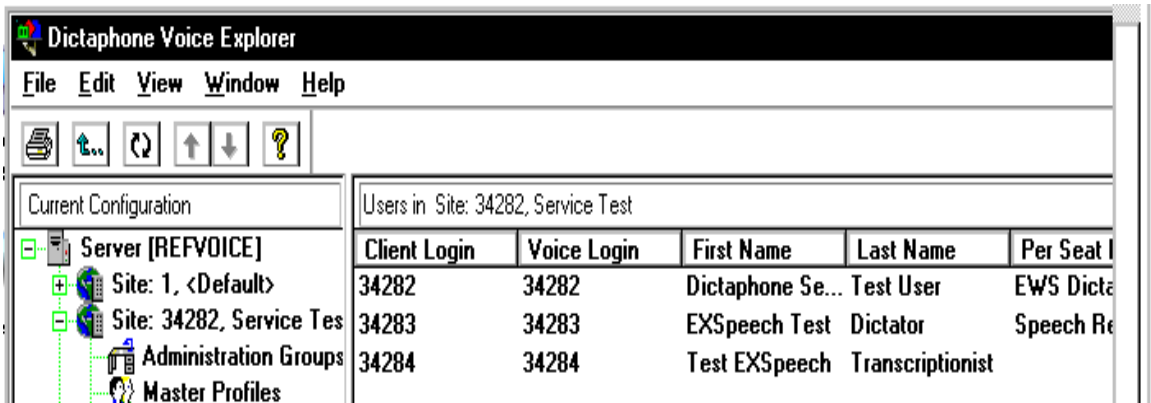 Dictaphone Voice Explorer
File Edit View Window Help
Current Configuration
Users in Site: 34282, Service Test
Server [REFVOICE]
Site: 1, <Default>
Site: 34282, Service Tes
Administration Groups
Master Profiles
Client Login Voice Login First Name Last Name Per Seat
34282 34282 Dictaphone Se... Test User EWS Dicta
34283 34283 EXSpeech Test Dictator Speech Re
34284 34284 Test EXSpeech Transcriptionist